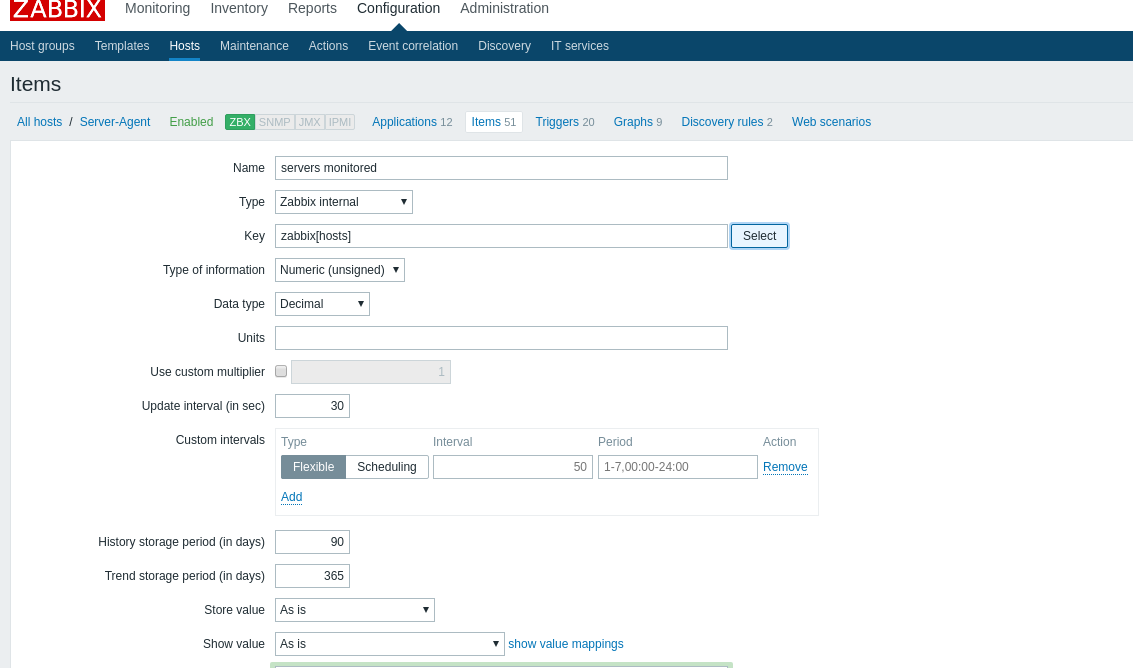 ZABBIX Monitoring Inventory Reports Configuration Administration
Host groups Templates Hosts Maintenance Actions Event correlation Discovery IT services
Items
All hosts / Server-Agent Enabled ZBX SNMP JMX IPMI Applications 12 Items 51 Triggers 20 Graphs 9 Discovery rules 2 Web scenarios
Name servers monitored
Type Zabbix internal
Key zabbix[hosts] Select
Type of information Numeric (unsigned)
Data type Decimal
Units
Use custom multiplier 1
Update interval (in sec) 30
Custom intervals Type Interval Period Action
Flexible Scheduling 50 1-7,00:00-24:00 Remove
Add
History storage period (in days) 90
Trend storage period (in days) 365
Store value As is
Show value As is show value mappings